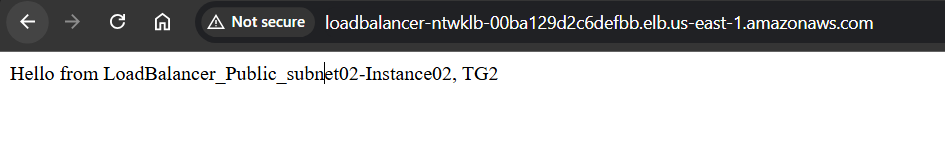 Not secure loadbalancer-ntwklb-00ba129d2c6defbb.elb.us-east-1.amazonaws.com
Hello from LoadBalancer_Public_subnet02-Instance02, TG2